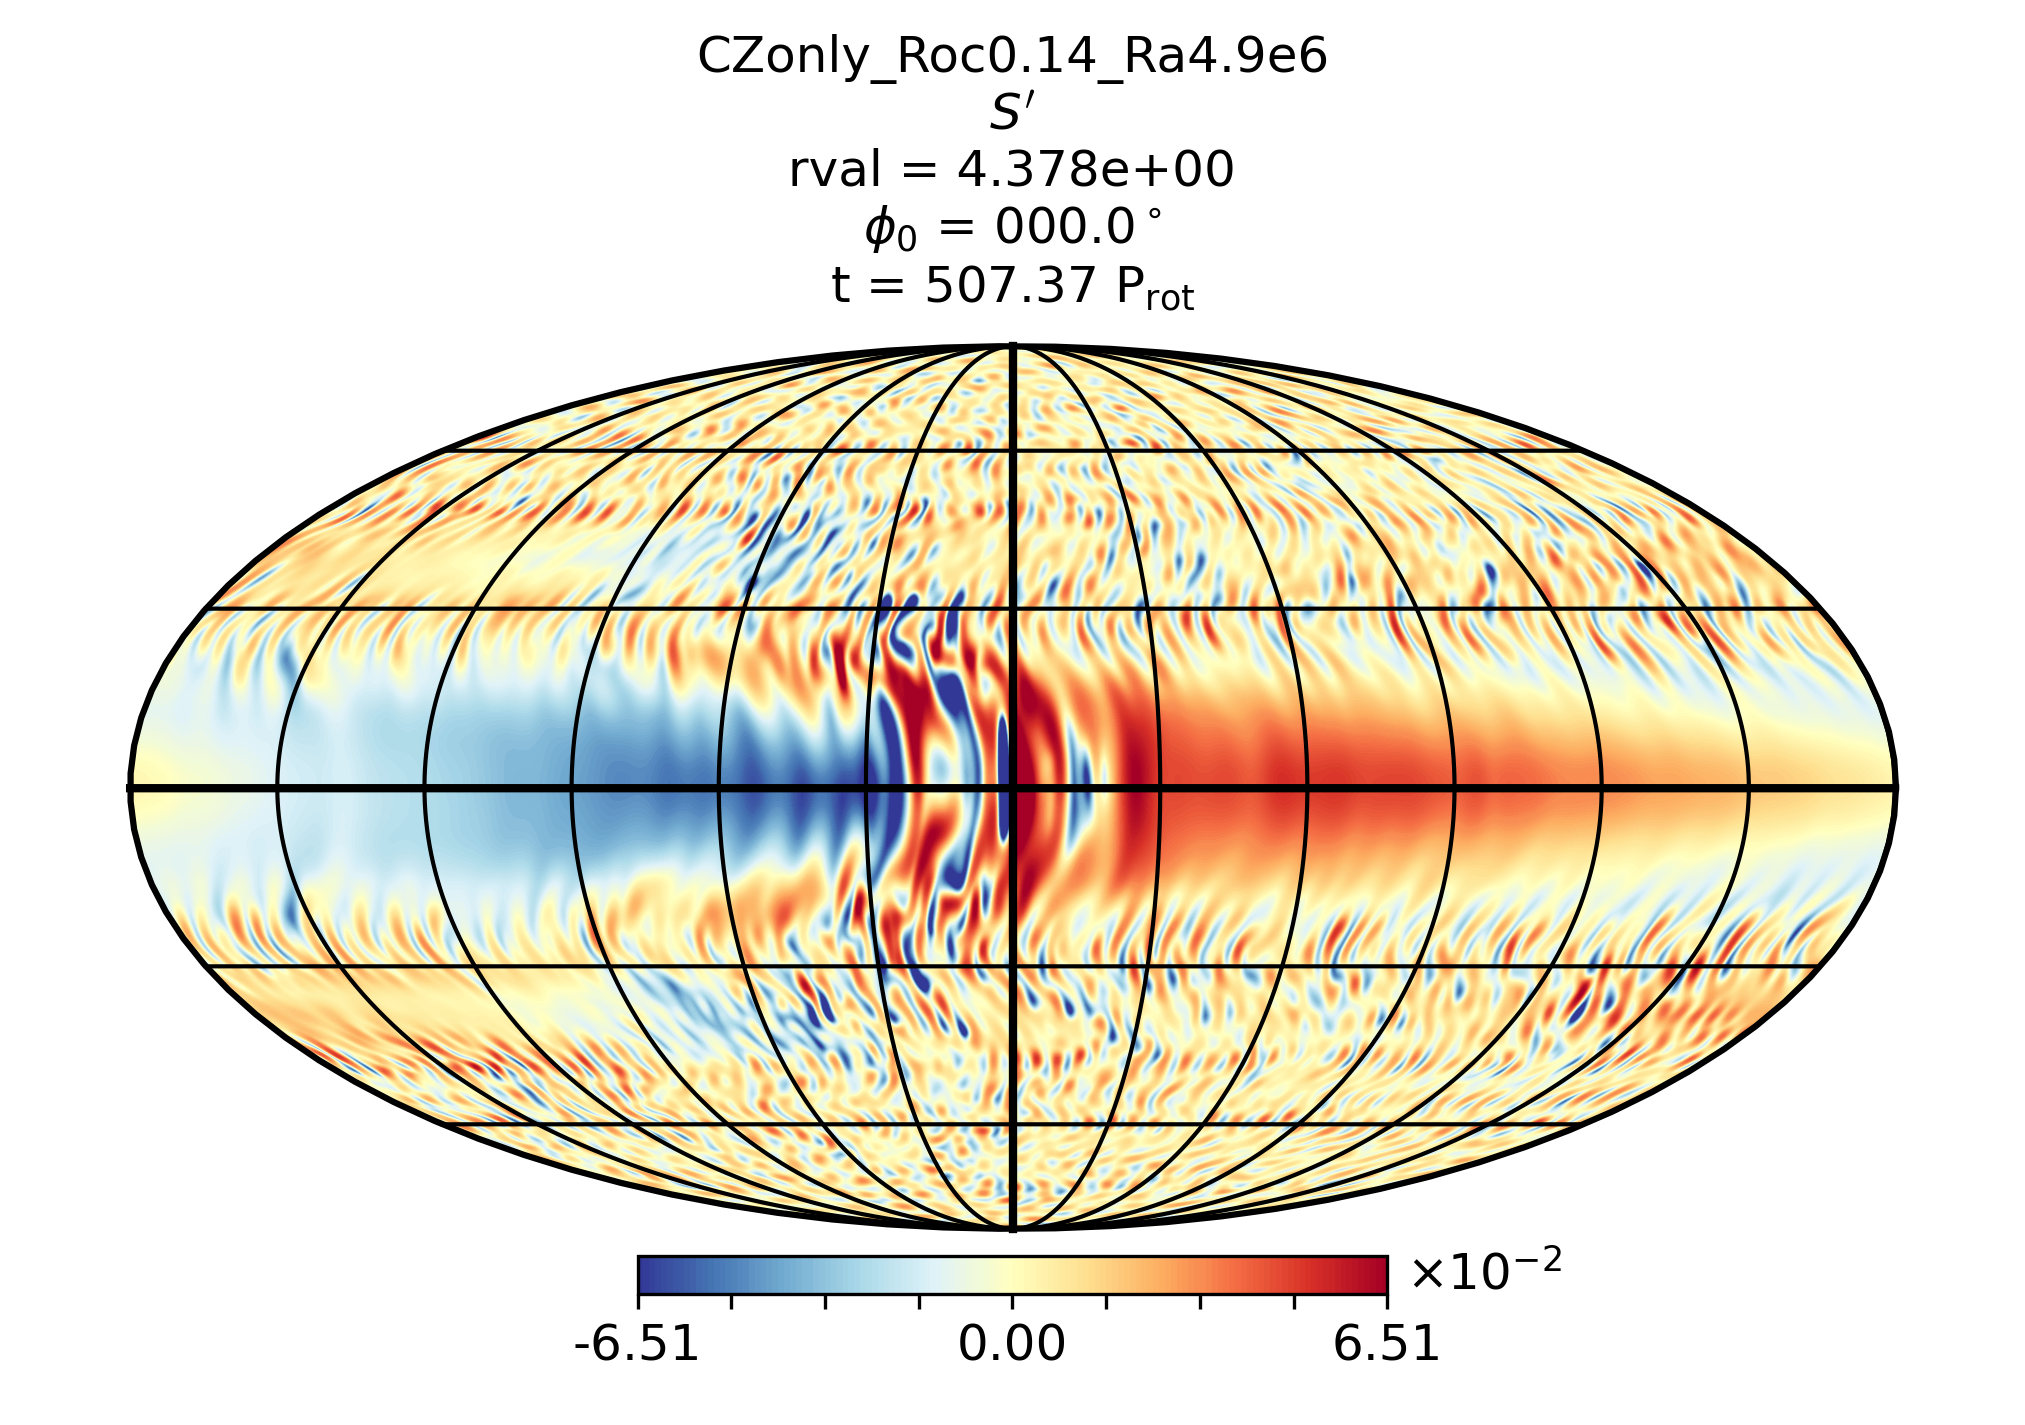 CZonly_Roc0.14_Ra4.9e6
S′
rval = 4.378e+00
ϕ₀ = 000.0°
t = 507.37 P_rot
×10⁻²
-6.51 0.00 6.51